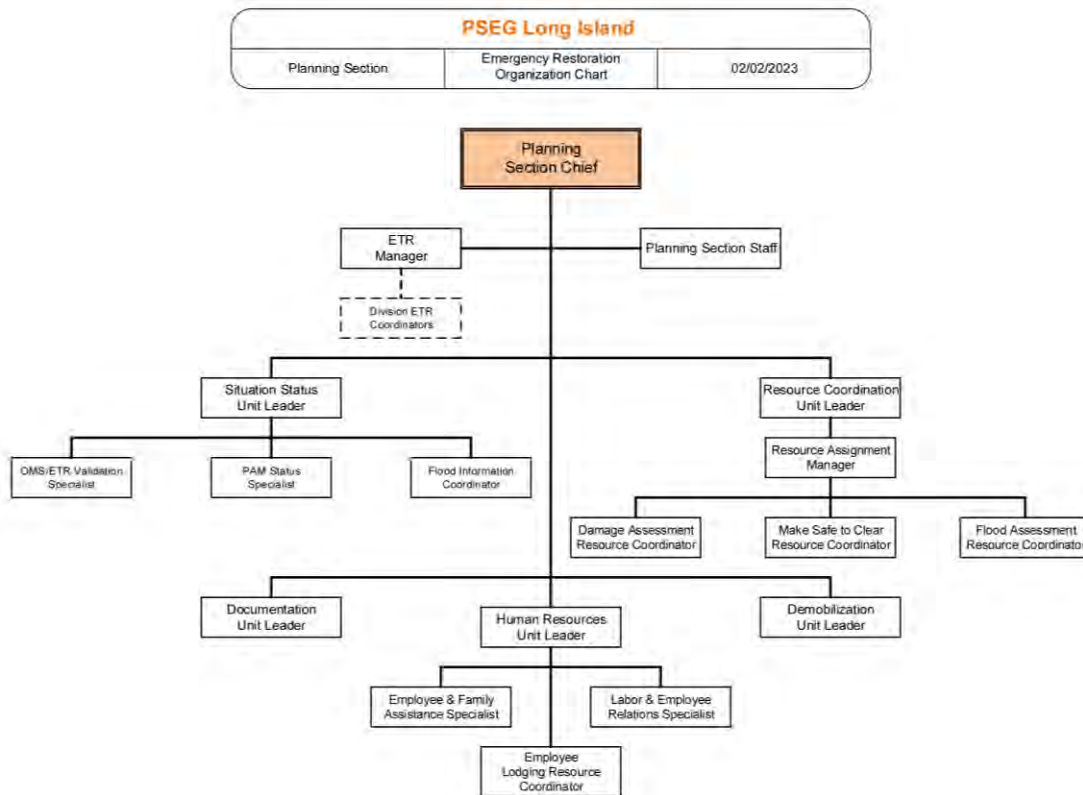 PSEG Long Island
Planning Section
Emergency Restoration
Organization Chart
02/02/2023
Planning
Section Chief
ETR
Manager
Planning Section Staff
Division ETR
Coordinators
Situation Status
Unit Leader
Resource Coordination
Unit Leader
OMS/ETR Validation
Specialist
PAM Status
Specialist
Flood Information
Coordinator
Resource Assignment
Manager
Damage Assessment
Resource Coordinator
Make Safe to Clear
Resource Coordinator
Flood Assessment
Resource Coordinator
Documentation
Unit Leader
Human Resources
Unit Leader
Demobilization
Unit Leader
Employee & Family
Assistance Specialist
Labor & Employee
Relations Specialist
Employee
Lodging Resource
Coordinator